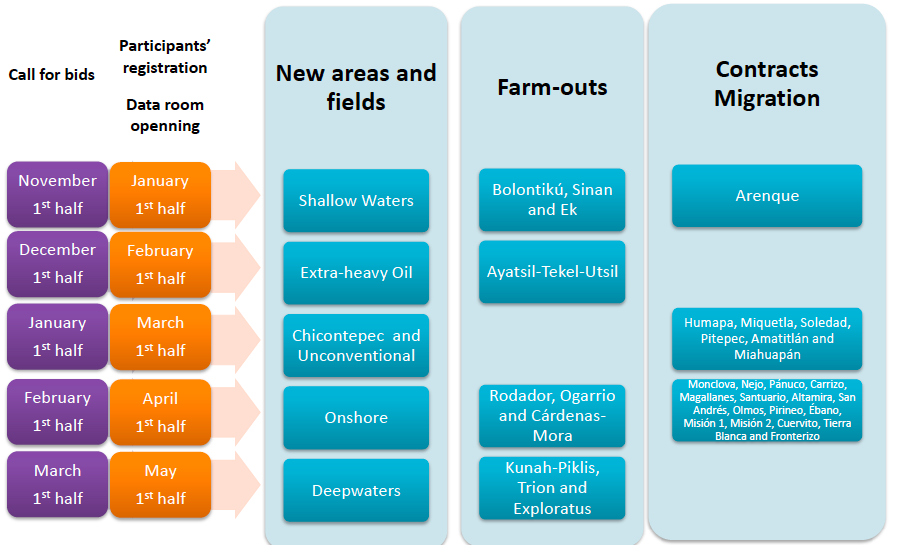 Call for bids
Participants'
registration
Data room
openning
New areas and
fields
Farm-outs
Contracts
Migration
November
1st half
January
1st half
Shallow Waters
Bolontikú, Sinan
and Ek
Arenque
December
1st half
February
1st half
Extra-heavy Oil
Ayatsil-Tekel-Utsil
January
1st half
March
1st half
Chicontepec and
Unconventional
Humapa, Miquetla, Soledad,
Pitepec, Amatitlán and
Miahuapán
February
1st half
April
1st half
Onshore
Rodador, Ogarrio
and Cárdenas-
Mora
Monclova, Nejo, Pánuco, Carrizo,
Magallanes, Santuario, Altamira, San
Andrés, Olmos, Pirineo, Ébano,
Misión 1, Misión 2, Cuervito, Tierra
Blanca and Fronterizo
March
1st half
May
1st half
Deepwaters
Kunah-Piklis,
Trion and
Exploratus